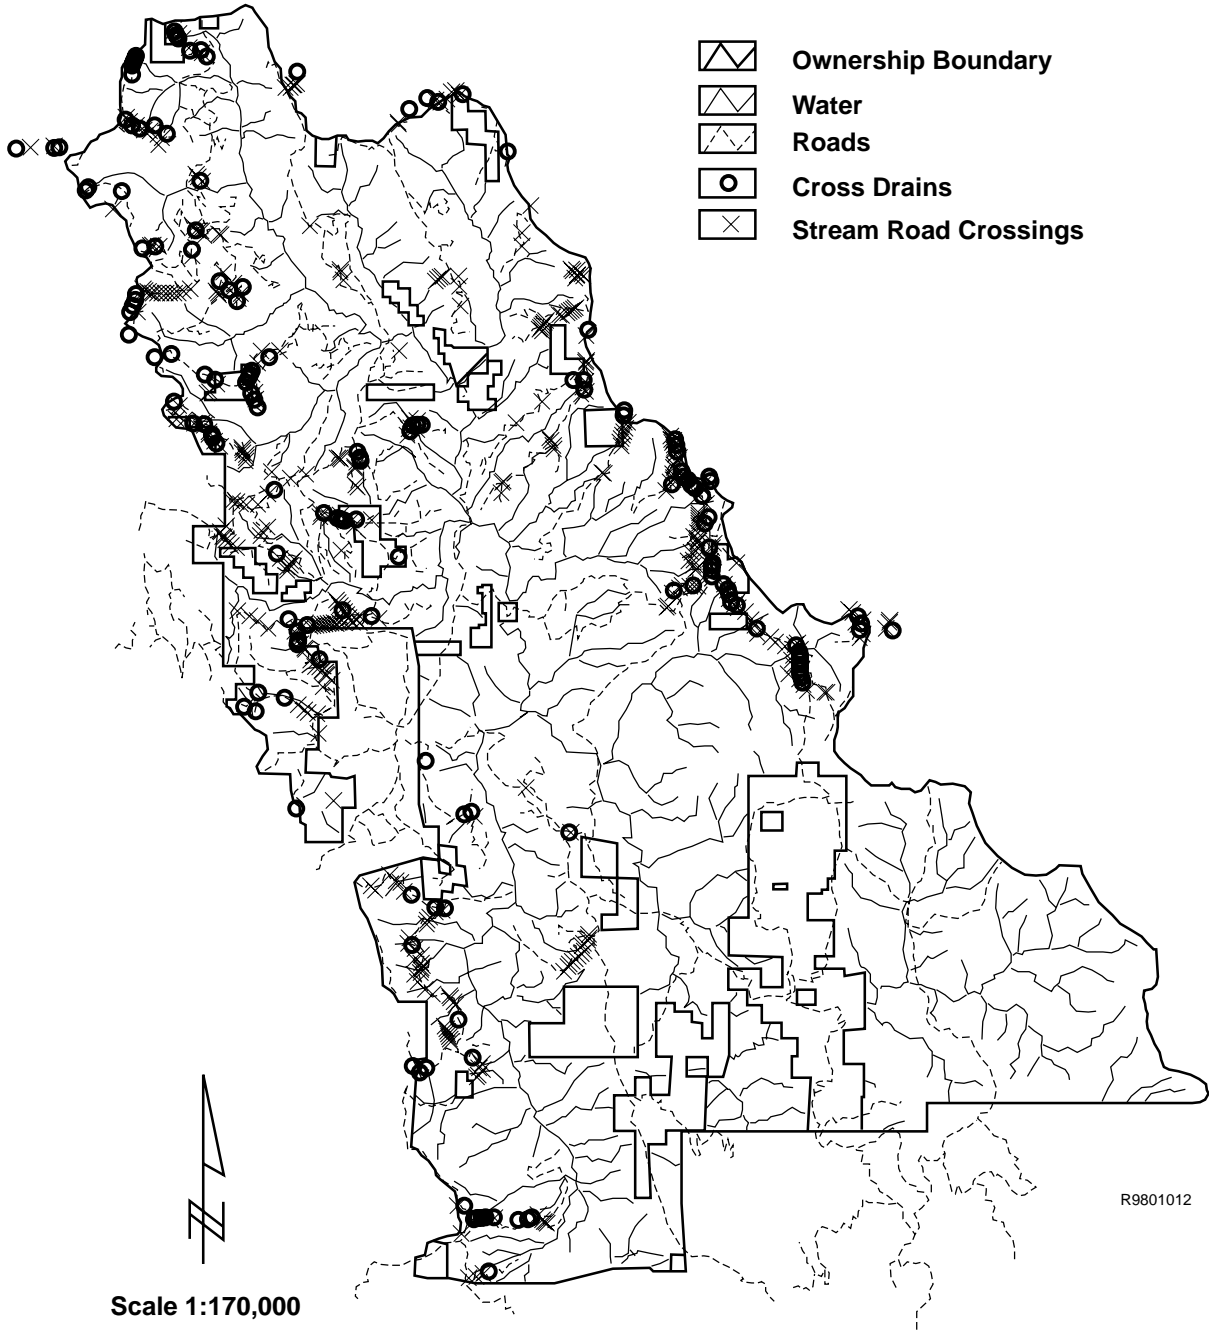 Ownership Boundary
Water
Roads
Cross Drains
Stream Road Crossings
R9801012
N
Scale 1:170,000